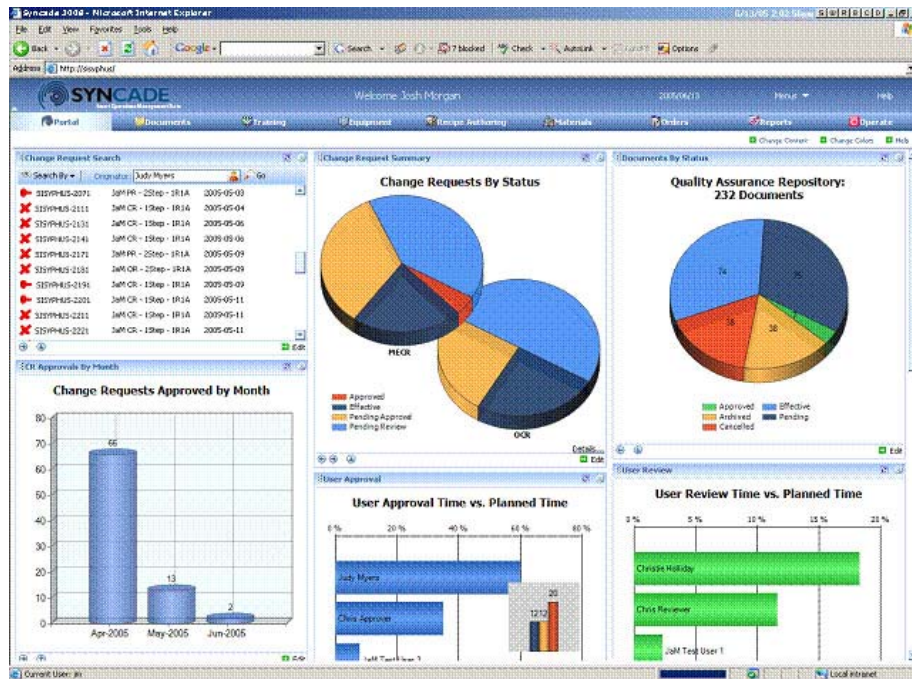 Syncade 2006 - Microsoft Internet Explorer
File Edit View Favorites Tools Help
Back Google Search 17 blocked Check AutoLink Options
Address http://sisyphus/
SYNCADE
Welcome Josh Morgan 2005/06/13 Menus Help
Portal Documents Training Equipment Recipe Authoring Materials Orders Reports Operate
Change Content Change Colors Help
Change Request Search
Search By Originator: Judy Myers Go
SISYPHUS-2071 JaM PR - 2Step - 1R1A 2005-05-03
SISYPHUS-2111 JaM CR - 1Step - 1R1A 2005-05-04
SISYPHUS-2131 JaM CR - 1Step - 1R1A 2005-05-06
SISYPHUS-2141 JaM CR - 1Step - 1R1A 2005-05-06
SISYPHUS-2171 JaM PR - 2Step - 1R1A 2005-05-09
SISYPHUS-2181 JaM CR - 2Step - 1R1A 2005-05-09
SISYPHUS-2191 JaM CR - 1Step - 1R1A 2005-05-09
SISYPHUS-2201 JaM CR - 1Step - 1R1A 2005-05-11
SISYPHUS-2211 JaM CR - 1Step - 1R1A 2005-05-11
SISYPHUS-2221 JaM CR - 1Step - 1R1A 2005-05-11
Edit
CR Approvals By Month
Change Requests Approved by Month
80
70
60
50
40
30
20
10
0
66
13
2
Apr-2005 May-2005 Jun-2005
Edit
Change Request Summary
Change Requests By Status
MECR
OCR
Approved
Effective
Pending Approval
Pending Review
Details...
Edit
User Approval
User Approval Time vs. Planned Time
0 % 20 % 40 % 60 % 80 %
Judy Myers
Chris Approver
JaM Test User 2
12 12 20
Documents By Status
Quality Assurance Repository:
232 Documents
74
75
38
38
Approved Effective
Archived Pending
Cancelled
Edit
User Review
User Review Time vs. Planned Time
0 % 5 % 10 % 15 % 20 %
Christie Holliday
Chris Reviewer
JaM Test User 1
Current User: jm
Local intranet